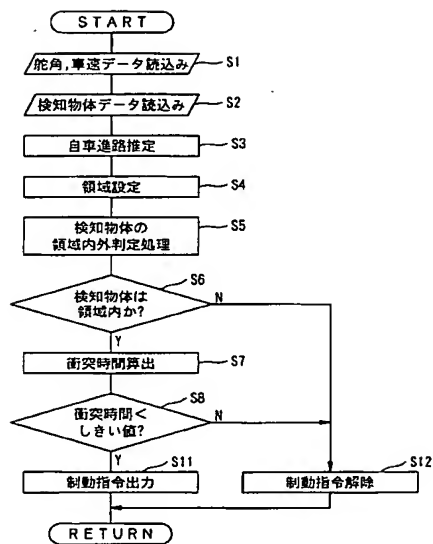 START
舵角,車速データ読込み
S1
検知物体データ読込み
S2
自車進路推定
S3
領域設定
S4
検知物体の
領域内外判定処理
S5
検知物体は
領域内か?
S6
N
Y
衝突時間算出
S7
衝突時間<
しきい値?
S8
N
Y
制動指令出力
S11
制動指令解除
S12
RETURN